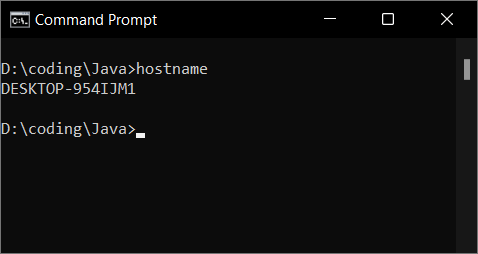 Command Prompt
D:\coding\Java>hostname
DESKTOP-954IJM1
D:\coding\Java>